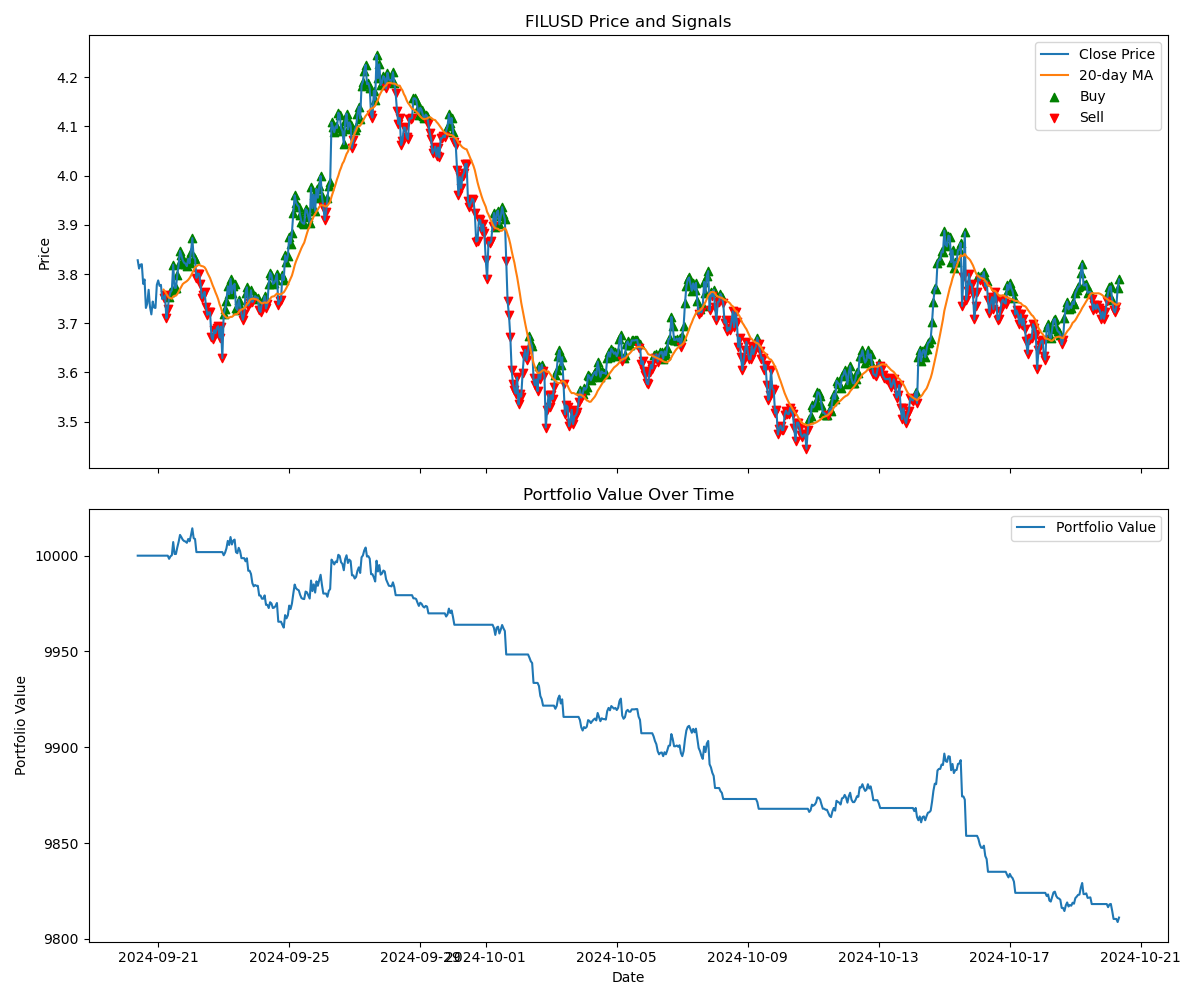 FILUSD Price and Signals
Price
4.2
4.1
4.0
3.9
3.8
3.7
3.6
3.5
Close Price
20-day MA
Buy
Sell
Portfolio Value Over Time
Portfolio Value
10000
9950
9900
9850
9800
Portfolio Value
2024-09-21
2024-09-25
2024-09-29
2024-10-01
2024-10-05
2024-10-09
2024-10-13
2024-10-17
2024-10-21
Date